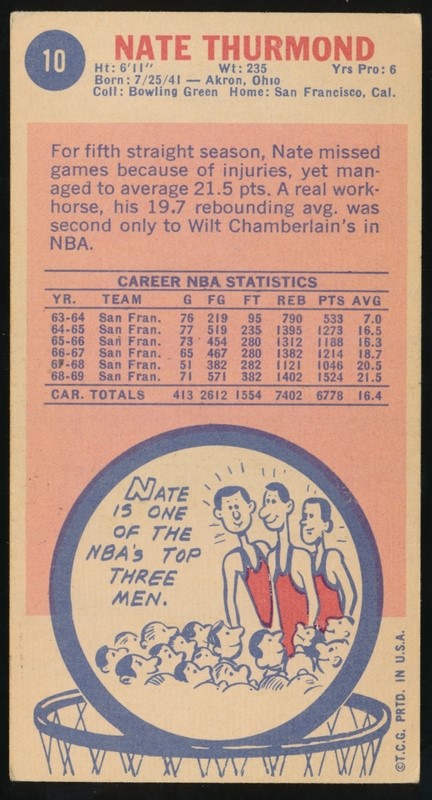 10
NATE THURMOND
Ht: 6'11" Wt: 235 Yrs Pro: 6
Born: 7/25/41 — Akron, Ohio
Coll: Bowling Green Home: San Francisco, Cal.
For fifth straight season, Nate missed
games because of injuries, yet man-
aged to average 21.5 pts. A real work-
horse, his 19.7 rebounding avg. was
second only to Wilt Chamberlain's in
NBA.
CAREER NBA STATISTICS
YR. TEAM G FG FT REB PTS AVG
63-64 San Fran. 76 219 95 790 533 7.0
64-65 San Fran. 77 519 235 1395 1273 16.5
65-66 San Fran. 73 454 280 1312 1188 16.3
66-67 San Fran. 65 467 280 1382 1214 18.7
67-68 San Fran. 51 382 282 1121 1046 20.5
68-69 San Fran. 71 571 382 1402 1524 21.5
CAR. TOTALS 413 2612 1554 7402 6778 16.4
NATE
IS ONE
OF THE
NBA'S TOP
THREE
MEN.
©T.C.G. PRTD. IN U.S.A.